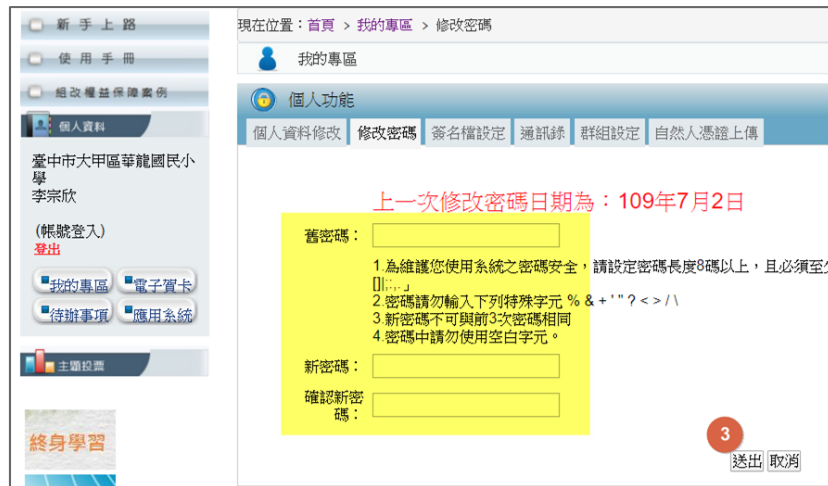 新手上路
使用手冊
組改權益保障案例
個人資料
臺中市大甲區華龍國民小
學
李宗欣
(帳號登入)
登出
我的專區
電子賀卡
待辦事項
應用系統
主題投票
終身學習
現在位置：首頁 > 我的專區 > 修改密碼
我的專區
個人功能
個人資料修改
修改密碼
簽名檔設定
通訊錄
群組設定
自然人憑證上傳
上一次修改密碼日期為：109年7月2日
舊密碼：
1.為維護您使用系統之密碼安全，請設定密碼長度8碼以上，且必須至少
[]|;:,.」
2.密碼請勿輸入下列特殊字元 % & + ' " ? < > / \
3.新密碼不可與前3次密碼相同
4.密碼中請勿使用空白字元。
新密碼：
確認新密
碼：
3
送出
取消